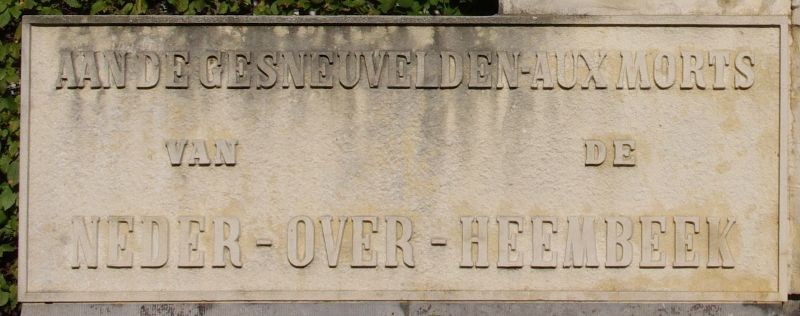 AAN DE GESNEUVELDEN-AUX MORTS
VAN DE
NEDER-OVER-HEEMBEEK